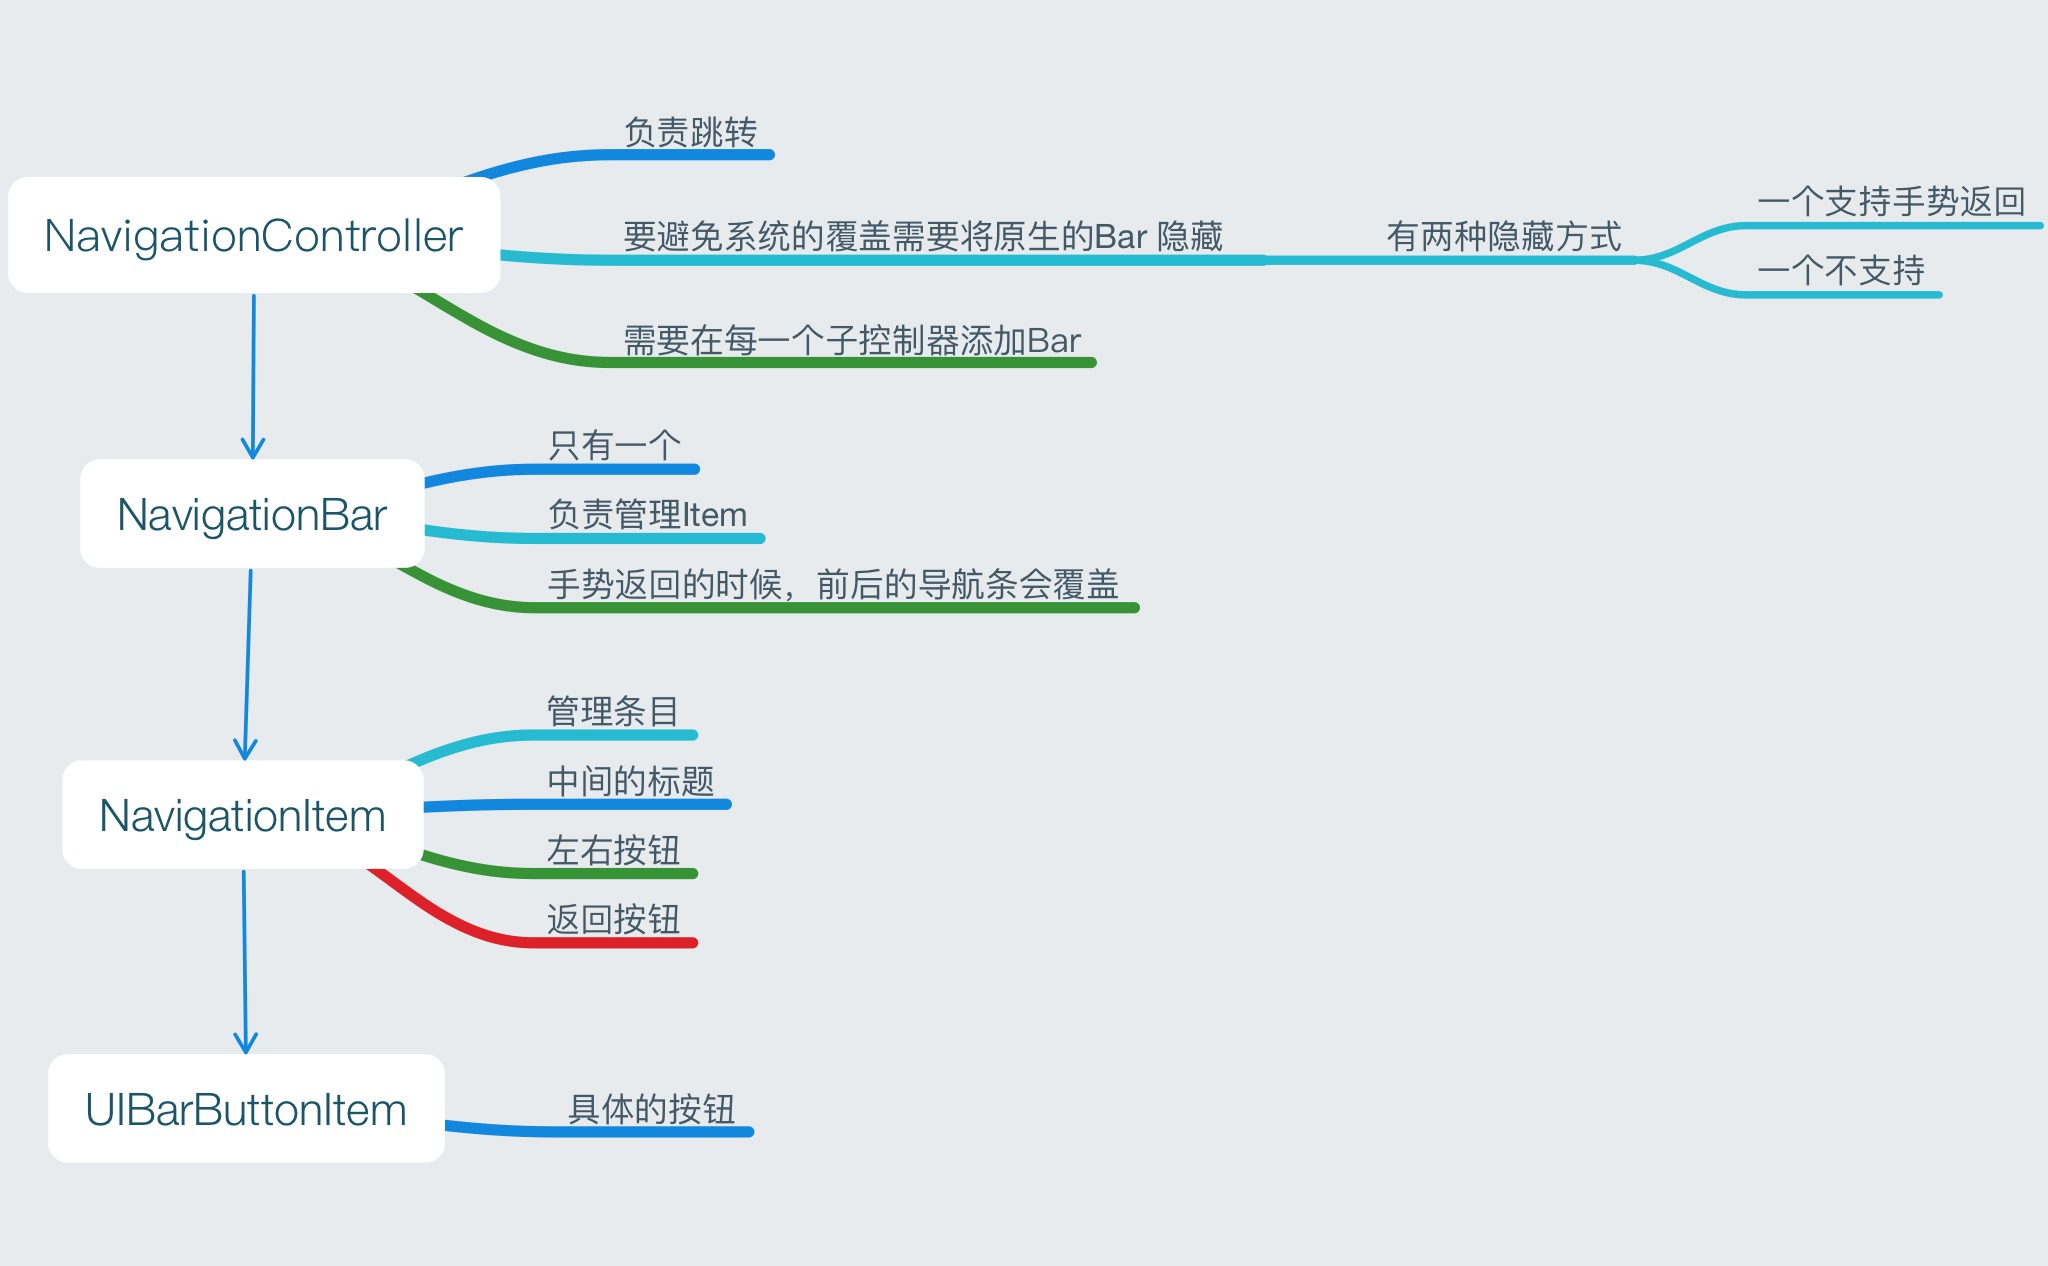 负责跳转
NavigationController
要避免系统的覆盖需要将原生的Bar 隐藏
有两种隐藏方式
一个支持手势返回
一个不支持
需要在每一个子控制器添加Bar
只有一个
NavigationBar
负责管理Item
手势返回的时候，前后的导航条会覆盖
管理条目
中间的标题
NavigationItem
左右按钮
返回按钮
UIBarButtonItem
具体的按钮